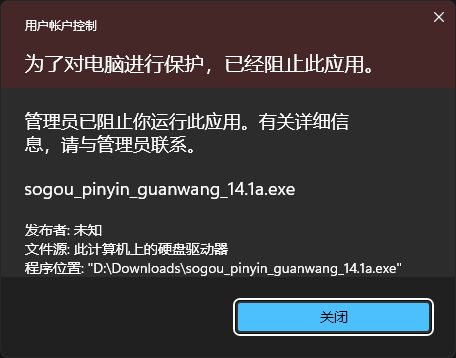 用户帐户控制
为了对电脑进行保护，已经阻止此应用。
管理员已阻止你运行此应用。有关详细信
息，请与管理员联系。
sogou_pinyin_guanwang_14.1a.exe
发布者: 未知
文件源: 此计算机上的硬盘驱动器
程序位置: "D:\Downloads\sogou_pinyin_guanwang_14.1a.exe"
关闭